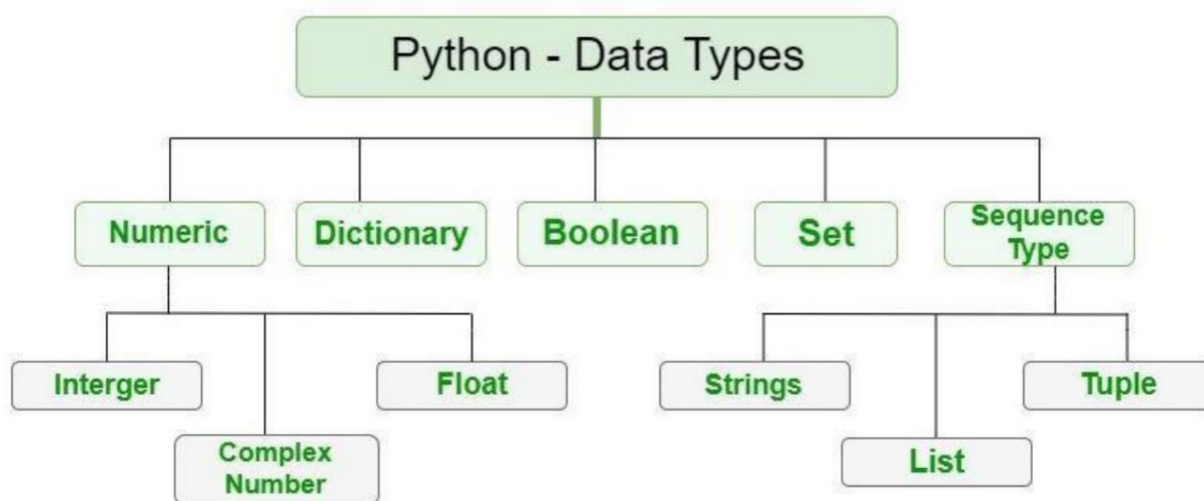 Python - Data Types
Numeric
Dictionary
Boolean
Set
Sequence
Type
Interger
Float
Strings
Tuple
Complex
Number
List